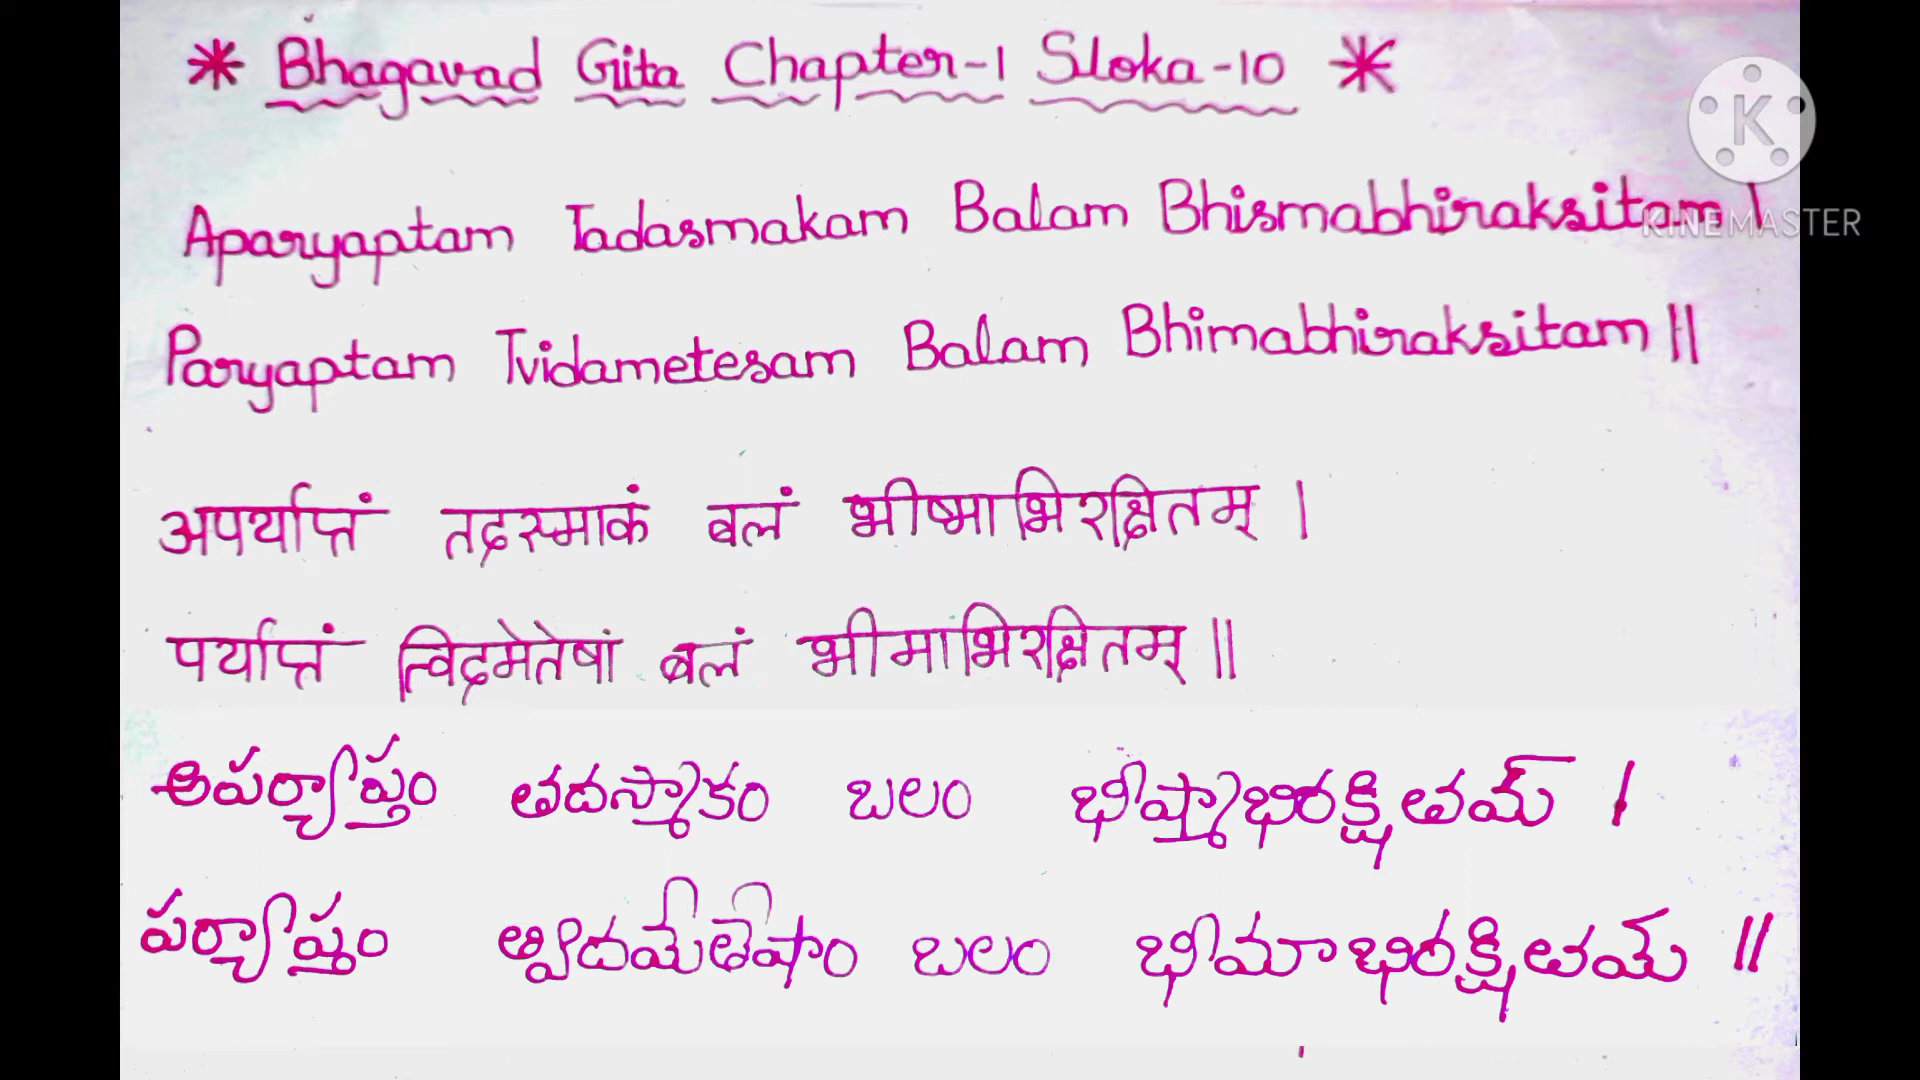 * Bhagavad Gita Chapter-1 Sloka-10 *
K
KINEMASTER
Aparyaptam Tadasmakam Balam Bhismabhiraksitam |
Paryaptam Tvidametesam Balam Bhimabhiraksitam ||
अपर्याप्तं तदस्माकं बलं भीष्माभिरक्षितम् |
पर्याप्तं त्विदमेतेषां बलं भीमाभिरक्षितम् ||
అపర్యాప్తం తదస్మాకం బలం భీష్మాభిరక్షితమ్ |
పర్యాప్తం త్విదమేతేషాం బలం భీమాభిరక్షితమ్ ||